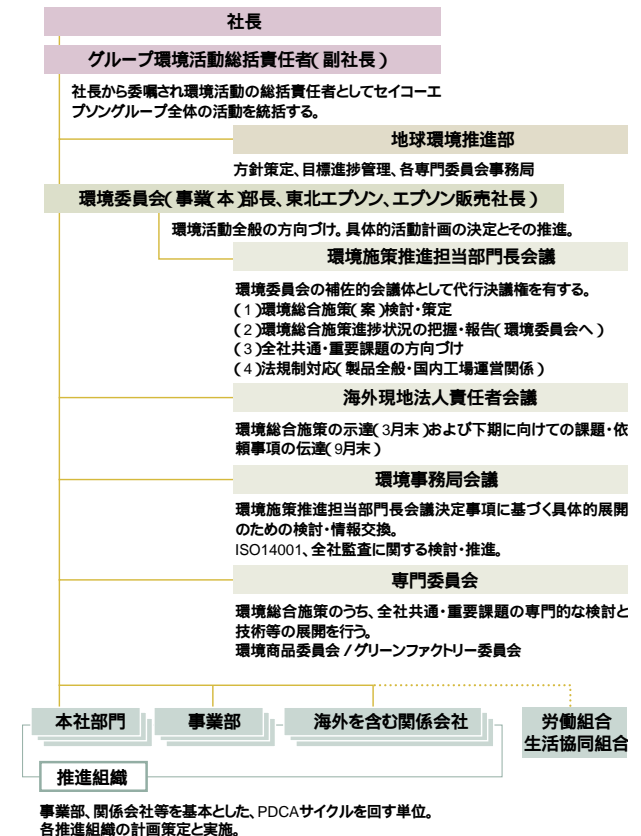 社長
グループ環境活動総括責任者(副社長)
社長から委嘱され環境活動の総括責任者としてセイコーエ
プソングループ全体の活動を統括する。
地球環境推進部
方針策定、目標進捗管理、各専門委員会事務局
環境委員会(事業(本)部長、東北エプソン、エプソン販売社長)
環境活動全般の方向づけ。具体的活動計画の決定とその推進。
環境施策推進担当部門長会議
環境委員会の補佐的会議体として代行決議権を有する。
(1)環境総合施策(案)検討・策定
(2)環境総合施策進捗状況の把握・報告(環境委員会へ)
(3)全社共通・重要課題の方向づけ
(4)法規制対応(製品全般・国内工場運営関係)
海外現地法人責任者会議
環境総合施策の示達(3月末)および下期に向けての課題・依
頼事項の伝達(9月末)
環境事務局会議
環境施策推進担当部門長会議決定事項に基づく具体的展開
のための検討・情報交換。
ISO14001、全社監査に関する検討・推進。
専門委員会
環境総合施策のうち、全社共通・重要課題の専門的な検討と
技術等の展開を行う。
環境商品委員会/グリーンファクトリー委員会
本社部門
事業部
海外を含む関係会社
労働組合
生活協同組合
推進組織
事業部、関係会社等を基本とした、PDCAサイクルを回す単位。
各推進組織の計画策定と実施。